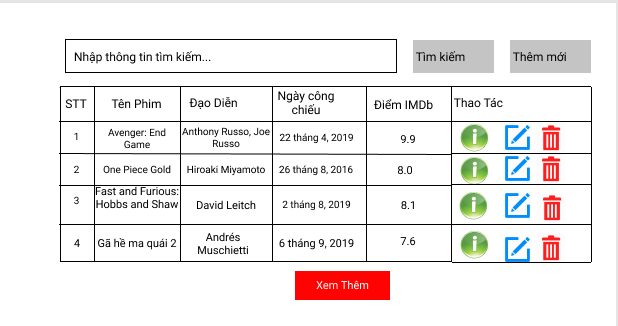 Nhập thông tin tìm kiếm...
Tìm kiếm
Thêm mới
STT
Tên Phim
Đạo Diễn
Ngày công
chiếu
Điểm IMDb
Thao Tác
1
Avenger: End
Game
Anthony Russo, Joe
Russo
22 tháng 4, 2019
9.9
2
One Piece Gold
Hiroaki Miyamoto
26 tháng 8, 2016
8.0
3
Fast and Furious:
Hobbs and Shaw
David Leitch
2 tháng 8, 2019
8.1
4
Gã hề ma quái 2
Andrés
Muschietti
6 tháng 9, 2019
7.6
Xem Thêm